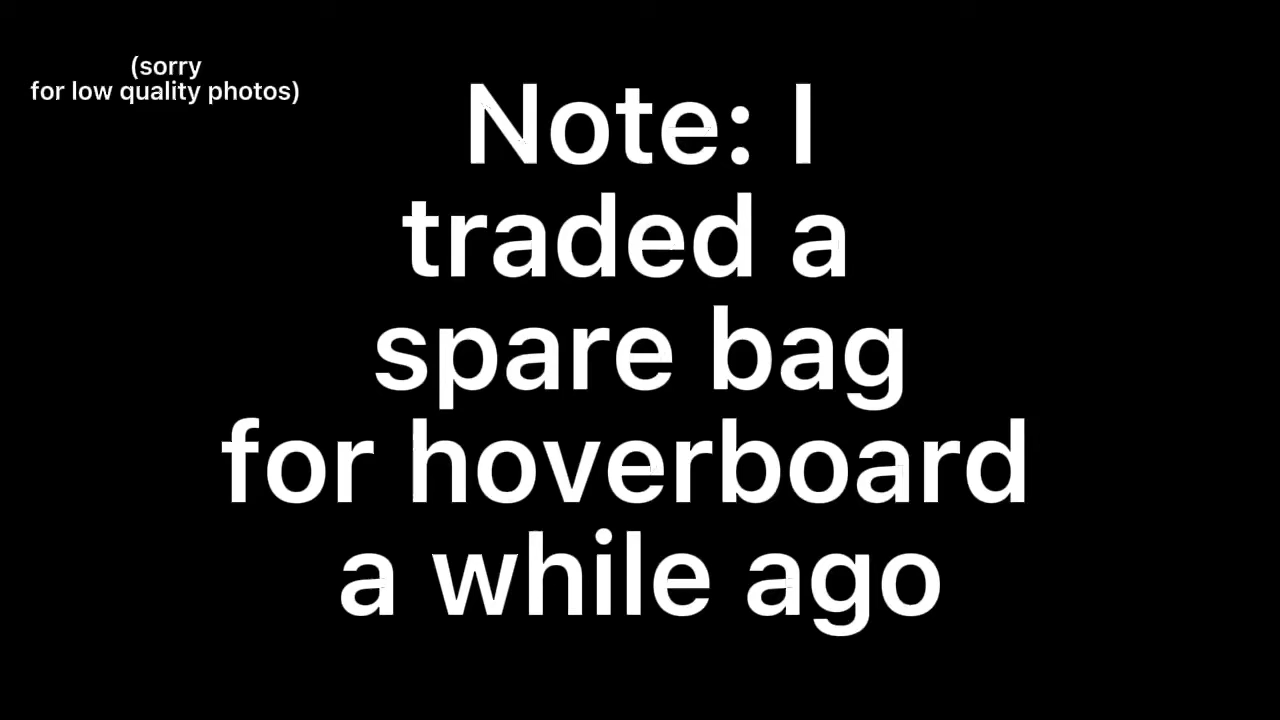 (sorry
for low quality photos)
Note: I
traded a
spare bag
for hoverboard
a while ago